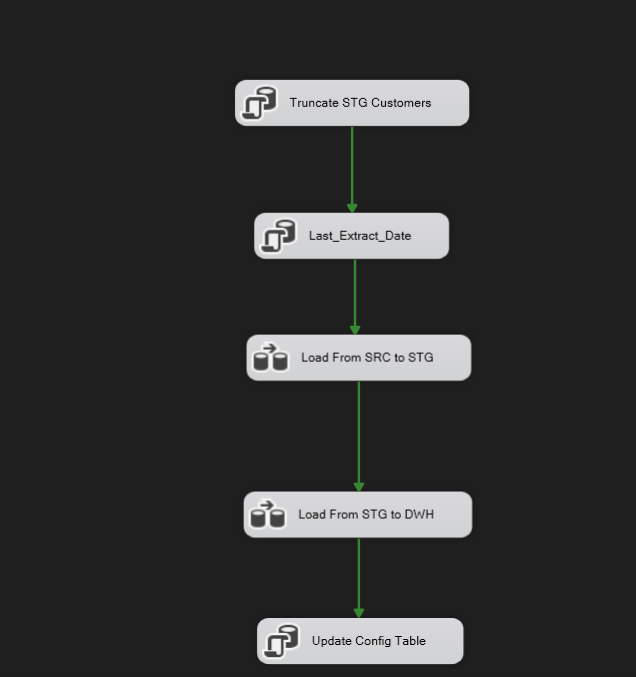 Truncate STG Customers
Last_Extract_Date
Load From SRC to STG
Load From STG to DWH
Update Config Table